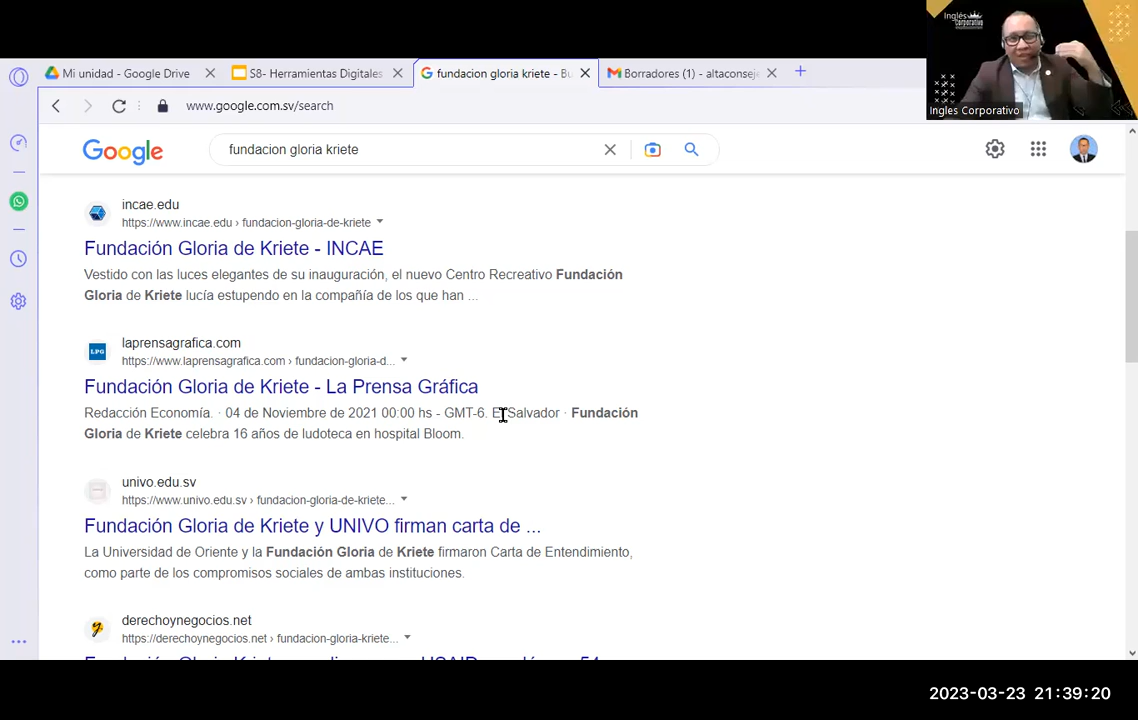 Inglés
Corporativo
Ingles Corporativo
Mi unidad - Google Drive
S8- Herramientas Digitales
fundacion gloria kriete - Bu
Borradores (1) - altaconseje
www.google.com.sv/search
Google
fundacion gloria kriete
incae.edu
https://www.incae.edu › fundacion-gloria-de-kriete
Fundación Gloria de Kriete - INCAE
Vestido con las luces elegantes de su inauguración, el nuevo Centro Recreativo Fundación
Gloria de Kriete lucía estupendo en la compañía de los que han ...
LPG
laprensagrafica.com
https://www.laprensagrafica.com › fundacion-gloria-d...
Fundación Gloria de Kriete - La Prensa Gráfica
Redacción Economía. · 04 de Noviembre de 2021 00:00 hs - GMT-6. El Salvador · Fundación
Gloria de Kriete celebra 16 años de ludoteca en hospital Bloom.
univo.edu.sv
https://www.univo.edu.sv › fundacion-gloria-de-kriete...
Fundación Gloria de Kriete y UNIVO firman carta de ...
La Universidad de Oriente y la Fundación Gloria de Kriete firmaron Carta de Entendimiento,
como parte de los compromisos sociales de ambas instituciones.
derechoynegocios.net
https://derechoynegocios.net › fundacion-gloria-kriete...
2023-03-23 21:39:20